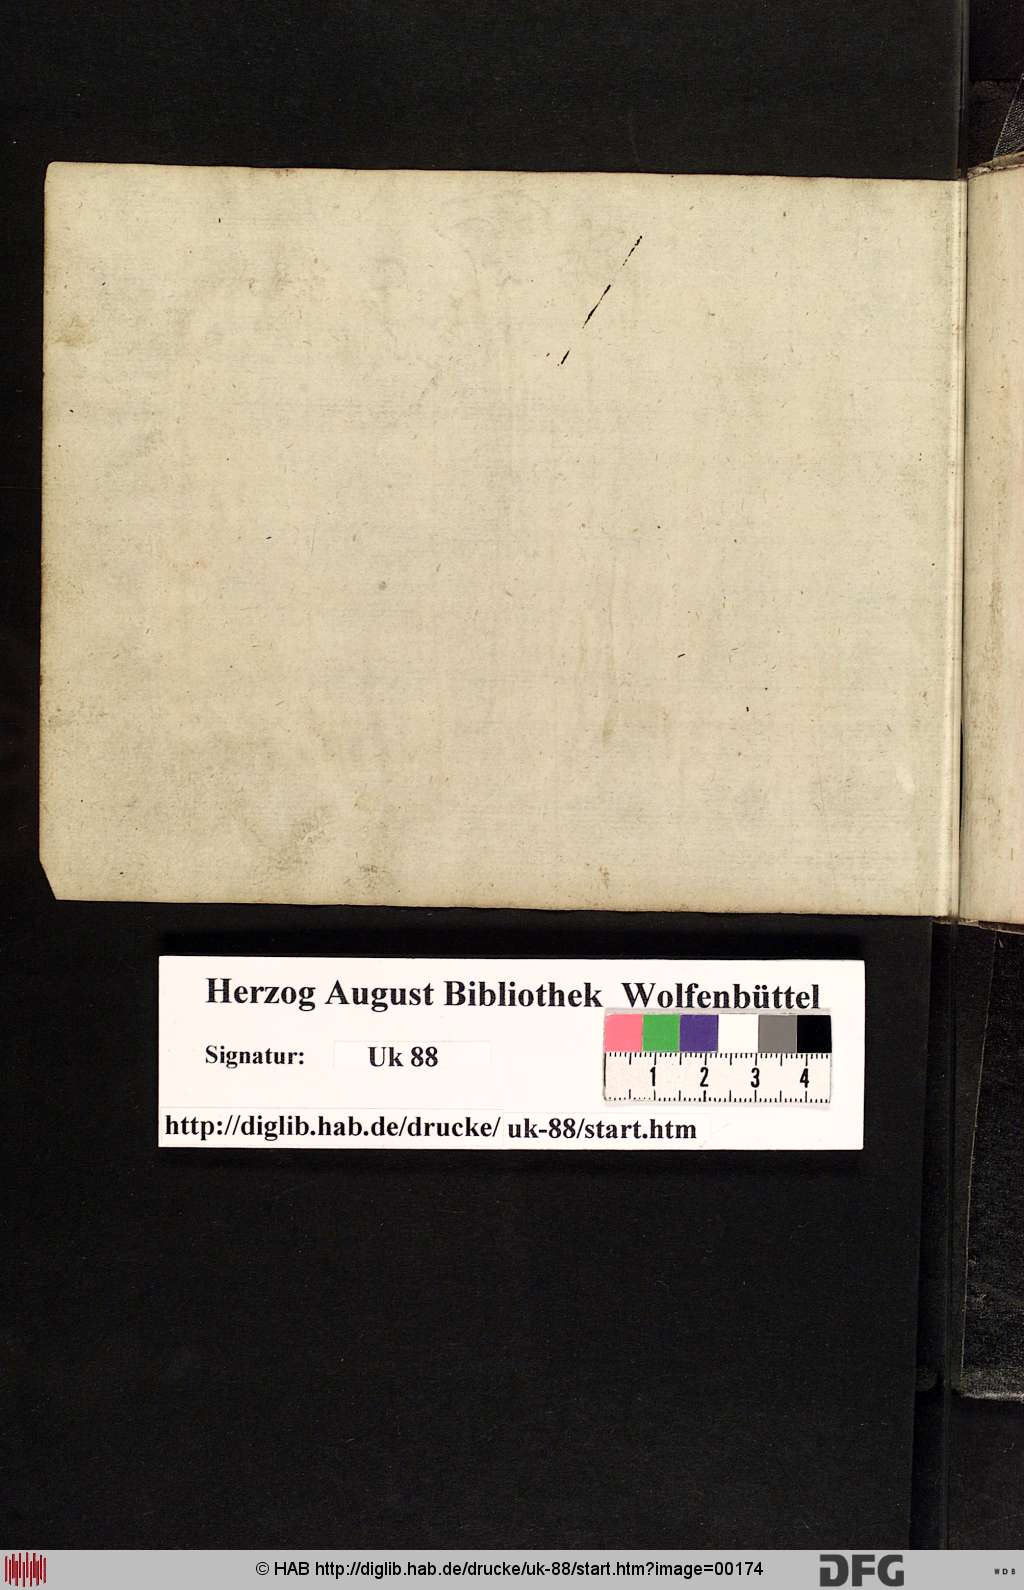 Herzog August Bibliothek Wolfenbüttel
Signatur: Uk 88
1 2 3 4
http://diglib.hab.de/drucke/ uk-88/start.htm
© HAB http://diglib.hab.de/drucke/uk-88/start.htm?image=00174
DFG
WDB